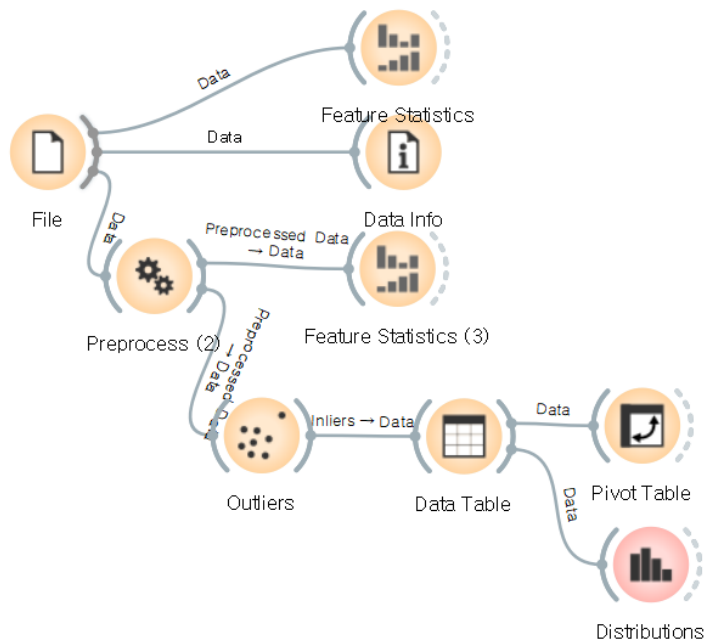 Data
Feature Statistics
Data
File
Data Info
Data
Preprocessed Data
→ Data
Preprocess (2)
Feature Statistics (3)
Preprocessed Data
→ Data
Inliers → Data
Outliers
Data Table
Data
Pivot Table
Data
Distributions